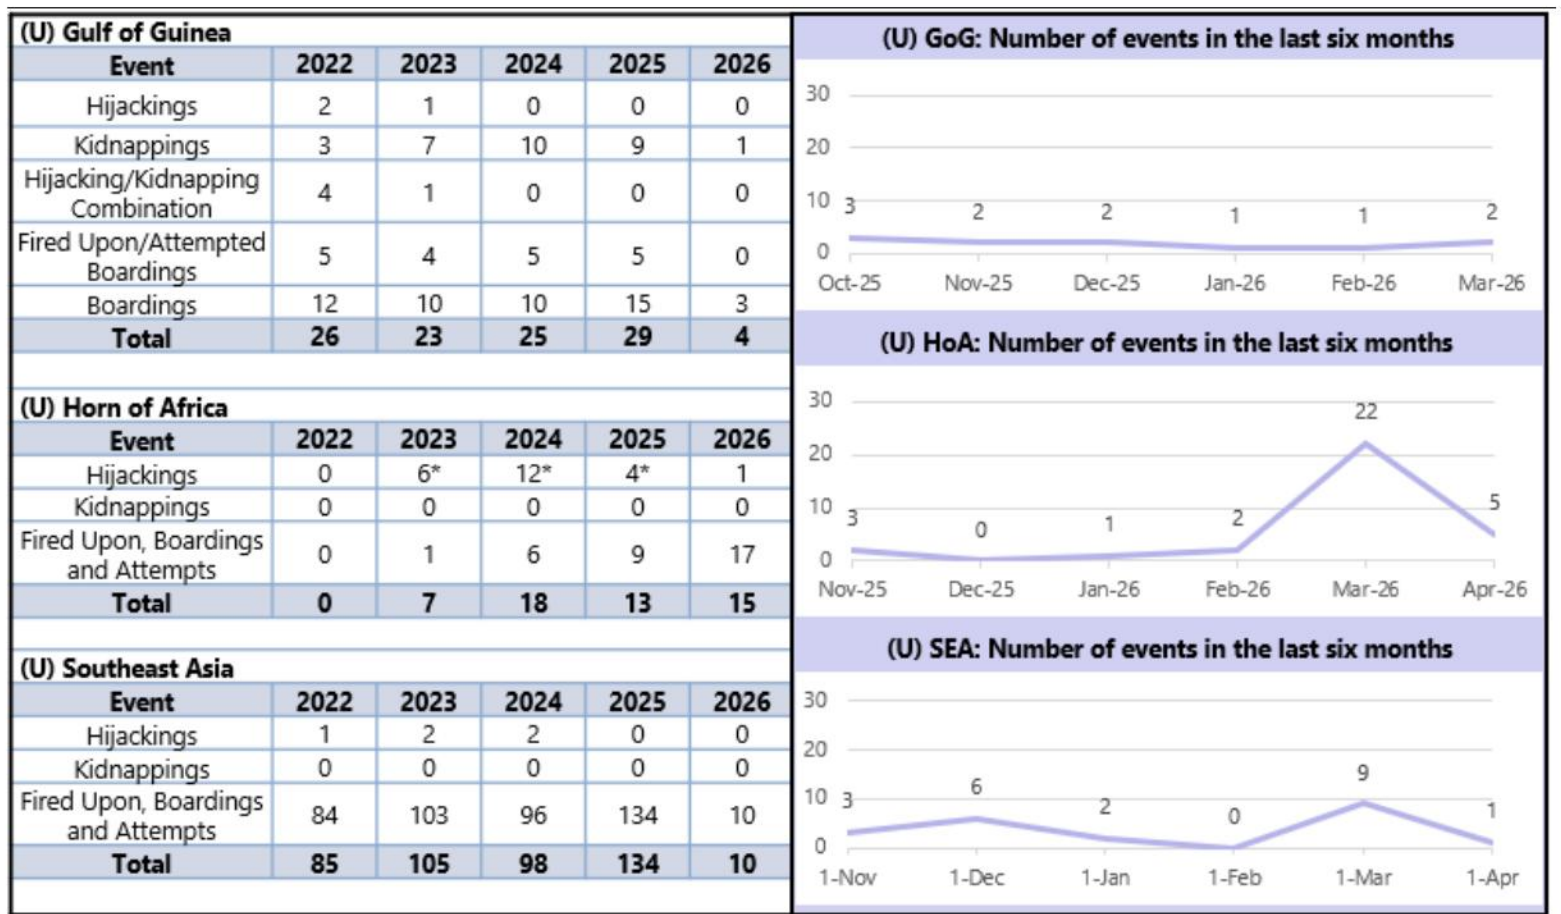 (U) Gulf of Guinea
Event 2022 2023 2024 2025 2026
Hijackings 2 1 0 0 0
Kidnappings 3 7 10 9 1
Hijacking/Kidnapping
Combination 4 1 0 0 0
Fired Upon/Attempted
Boardings 5 4 5 5 0
Boardings 12 10 10 15 3
Total 26 23 25 29 4
(U) Horn of Africa
Event 2022 2023 2024 2025 2026
Hijackings 0 6* 12* 4* 1
Kidnappings 0 0 0 0 0
Fired Upon, Boardings
and Attempts 0 1 6 9 17
Total 0 7 18 13 15
(U) Southeast Asia
Event 2022 2023 2024 2025 2026
Hijackings 1 2 2 0 0
Kidnappings 0 0 0 0 0
Fired Upon, Boardings
and Attempts 84 103 96 134 10
Total 85 105 98 134 10
(U) GoG: Number of events in the last six months
30
20
10
0
3 2 2 1 1 2
Oct-25 Nov-25 Dec-25 Jan-26 Feb-26 Mar-26
(U) HoA: Number of events in the last six months
30
20
10
0
3 0 1 2 22 5
Nov-25 Dec-25 Jan-26 Feb-26 Mar-26 Apr-26
(U) SEA: Number of events in the last six months
30
20
10
0
3 6 2 0 9 1
1-Nov 1-Dec 1-Jan 1-Feb 1-Mar 1-Apr